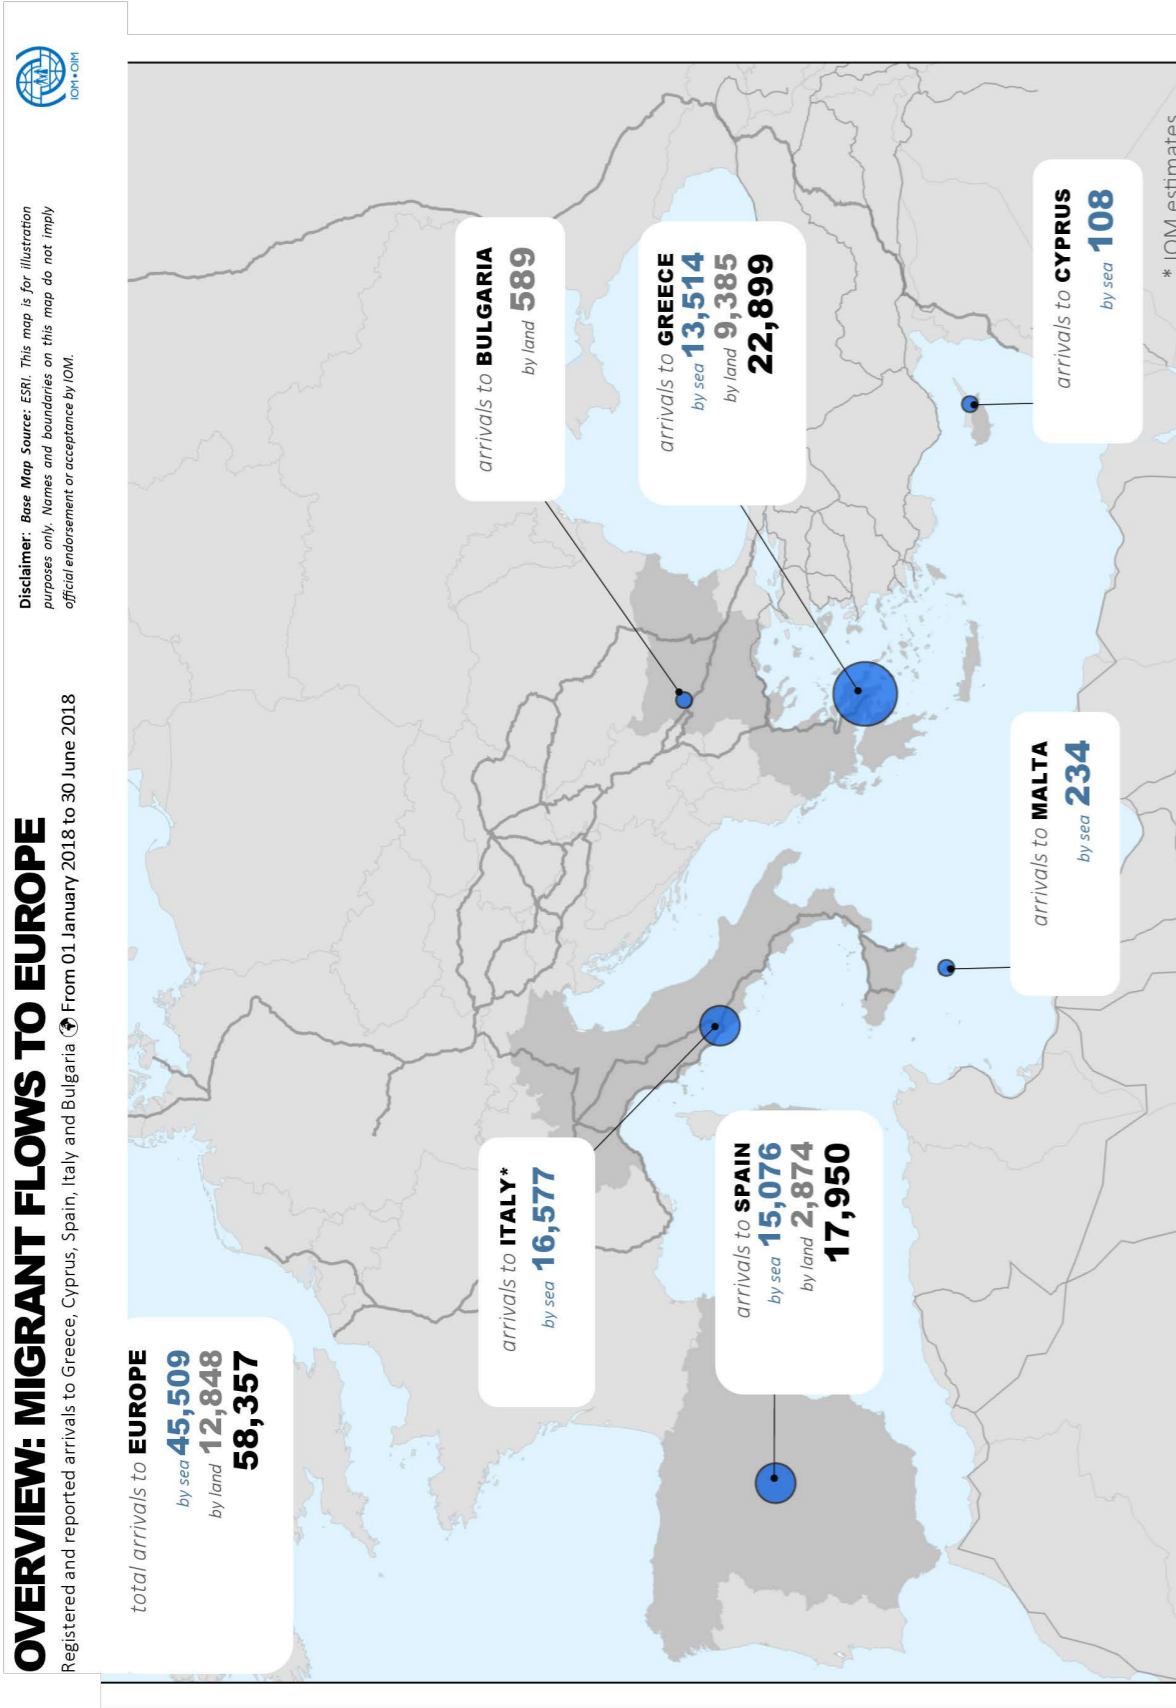 OVERVIEW: MIGRANT FLOWS TO EUROPE
Registered and reported arrivals to Greece, Cyprus, Spain, Italy and Bulgaria From 01 January 2018 to 30 June 2018
Disclaimer: Base Map Source: ESRI. This map is for illustration
purposes only. Names and boundaries on this map do not imply
official endorsement or acceptance by IOM.
IOM•OIM
total arrivals to EUROPE
by sea 45,509
by land 12,848
58,357
arrivals to ITALY*
by sea 16,577
arrivals to SPAIN
by sea 15,076
by land 2,874
17,950
arrivals to BULGARIA
by land 589
arrivals to GREECE
by sea 13,514
by land 9,385
22,899
arrivals to MALTA
by sea 234
arrivals to CYPRUS
by sea 108
* IOM estimates